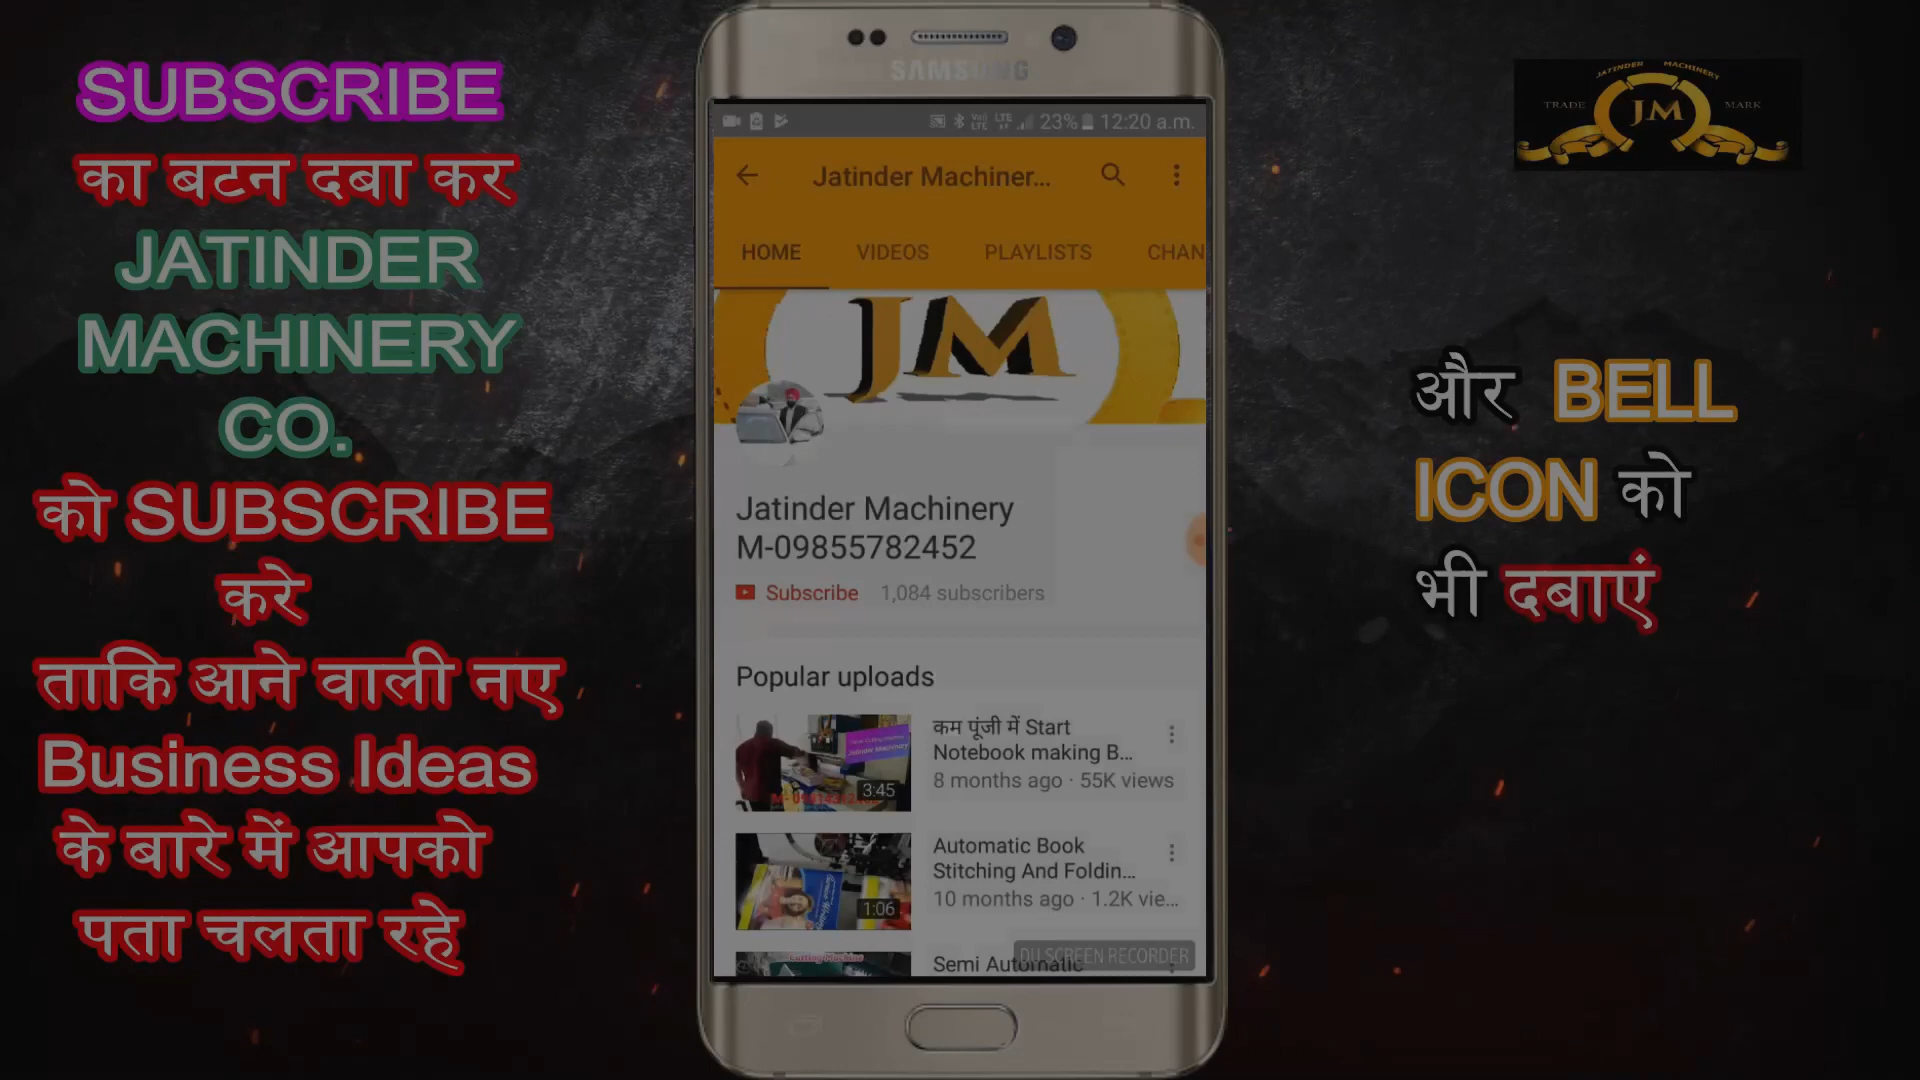 SUBSCRIBE
का बटन दबा कर
JATINDER
MACHINERY
CO.
को SUBSCRIBE
करे
ताकि आने वाली नए
Business Ideas
के बारे में आपको
पता चलता रहे
SAMSUNG
23% 12:20 a.m.
Jatinder Machiner...
HOME VIDEOS PLAYLISTS CHAN
JM
Jatinder Machinery
M-09855782452
Subscribe 1,084 subscribers
Popular uploads
कम पूंजी में Start
Notebook making B...
8 months ago · 55K views
3:45
Automatic Book
Stitching And Foldin...
10 months ago · 1.2K vie...
1:06
Semi Automatic
DU SCREEN RECORDER
JATINDER MACHINERY
TRADE JM MARK
और BELL
ICON को
भी दबाएं